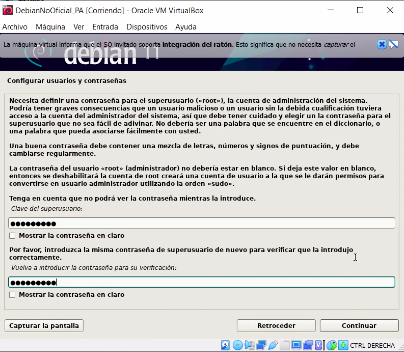 DebianNoOficial_PA [Corriendo] - Oracle VM VirtualBox
Archivo Máquina Ver Entrada Dispositivos Ayuda
La máquina virtual informa que el SO invitado soporta integración del ratón. Esto significa que no necesita capturar el
debian 11
Configurar usuarios y contraseñas
Necesita definir una contraseña para el superusuario («root»), la cuenta de administración del sistema.
Podría tener graves consecuencias que un usuario malicioso o un usuario sin la debida cualificación tuviera
acceso a la cuenta del administrador del sistema, así que debe tener cuidado y elegir un la contraseña para el
superusuario que no sea fácil de adivinar. No debería ser una palabra que se encuentre en el diccionario, o
una palabra que pueda asociarse fácilmente con usted.
Una buena contraseña debe contener una mezcla de letras, números y signos de puntuación, y debe
cambiarse regularmente.
La contraseña del usuario «root» (administrador) no debería estar en blanco. Si deja este valor en blanco,
entonces se deshabilitará la cuenta de root creará una cuenta de usuario a la que se le darán permisos para
convertirse en usuario administrador utilizando la orden «sudo».
Tenga en cuenta que no podrá ver la contraseña mientras la introduce.
Clave del superusuario:
Mostrar la contraseña en claro
Por favor, introduzca la misma contraseña de superusuario de nuevo para verificar que la introdujo
correctamente.
Vuelva a introducir la contraseña para su verificación:
Mostrar la contraseña en claro
Capturar la pantalla Retroceder Continuar
CTRL DERECHA